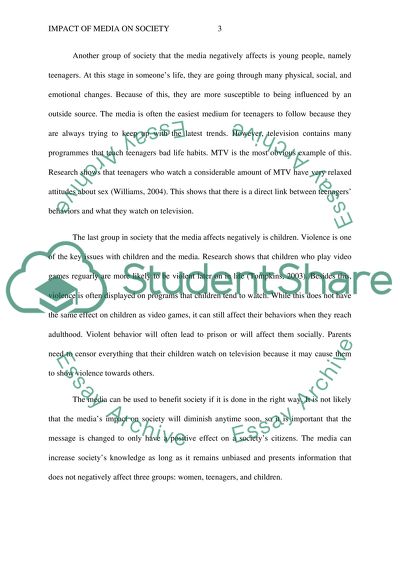 IMPACT OF MEDIA ON SOCIETY 3
Another group of society that the media negatively affects is young people, namely
teenagers. At this stage in someone's life, they are going through many physical, social, and
emotional changes. Because of this, they are more susceptible to being influenced by an
outside source. The media is often the easiest medium for teenagers to follow because they
are always trying to keep up with the latest trends. However, television contains many
programmes that teach teenagers bad life habits. MTV is the most obvious example of this.
Research shows that teenagers who watch a considerable amount of MTV have very relaxed
attitudes about sex (Williams, 2004). This shows that there is a direct link between teenagers'
behaviors and what they watch on television.
The last group in society that the media affects negatively is children. Violence is one
of the key issues with children and the media. Research shows that children who play video
games reguarly are more likely to be violent later on in life (Tompkins, 2003). Besides this,
violence is often displayed on programs that children tend to watch. While this does not have
the same effect on children as video games, it can still affect their behaviors when they reach
adulthood. Violent behavior will often lead to prison or will affect them socially. Parents
need to censor everything that their children watch on television because it may cause them
to show violence towards others.
The media can be used to benefit society if it is done in the right way. It is not likely
that the media's impact on society will diminish anytime soon, so it is important that the
message is changed to only have a positive effect on a society's citizens. The media can
increase society's knowledge as long as it remains unbiased and presents information that
does not negatively affect three groups: women, teenagers, and children.
Essay Archive
Essay Archive
StudentShare
Essay Archive
Essay Archive